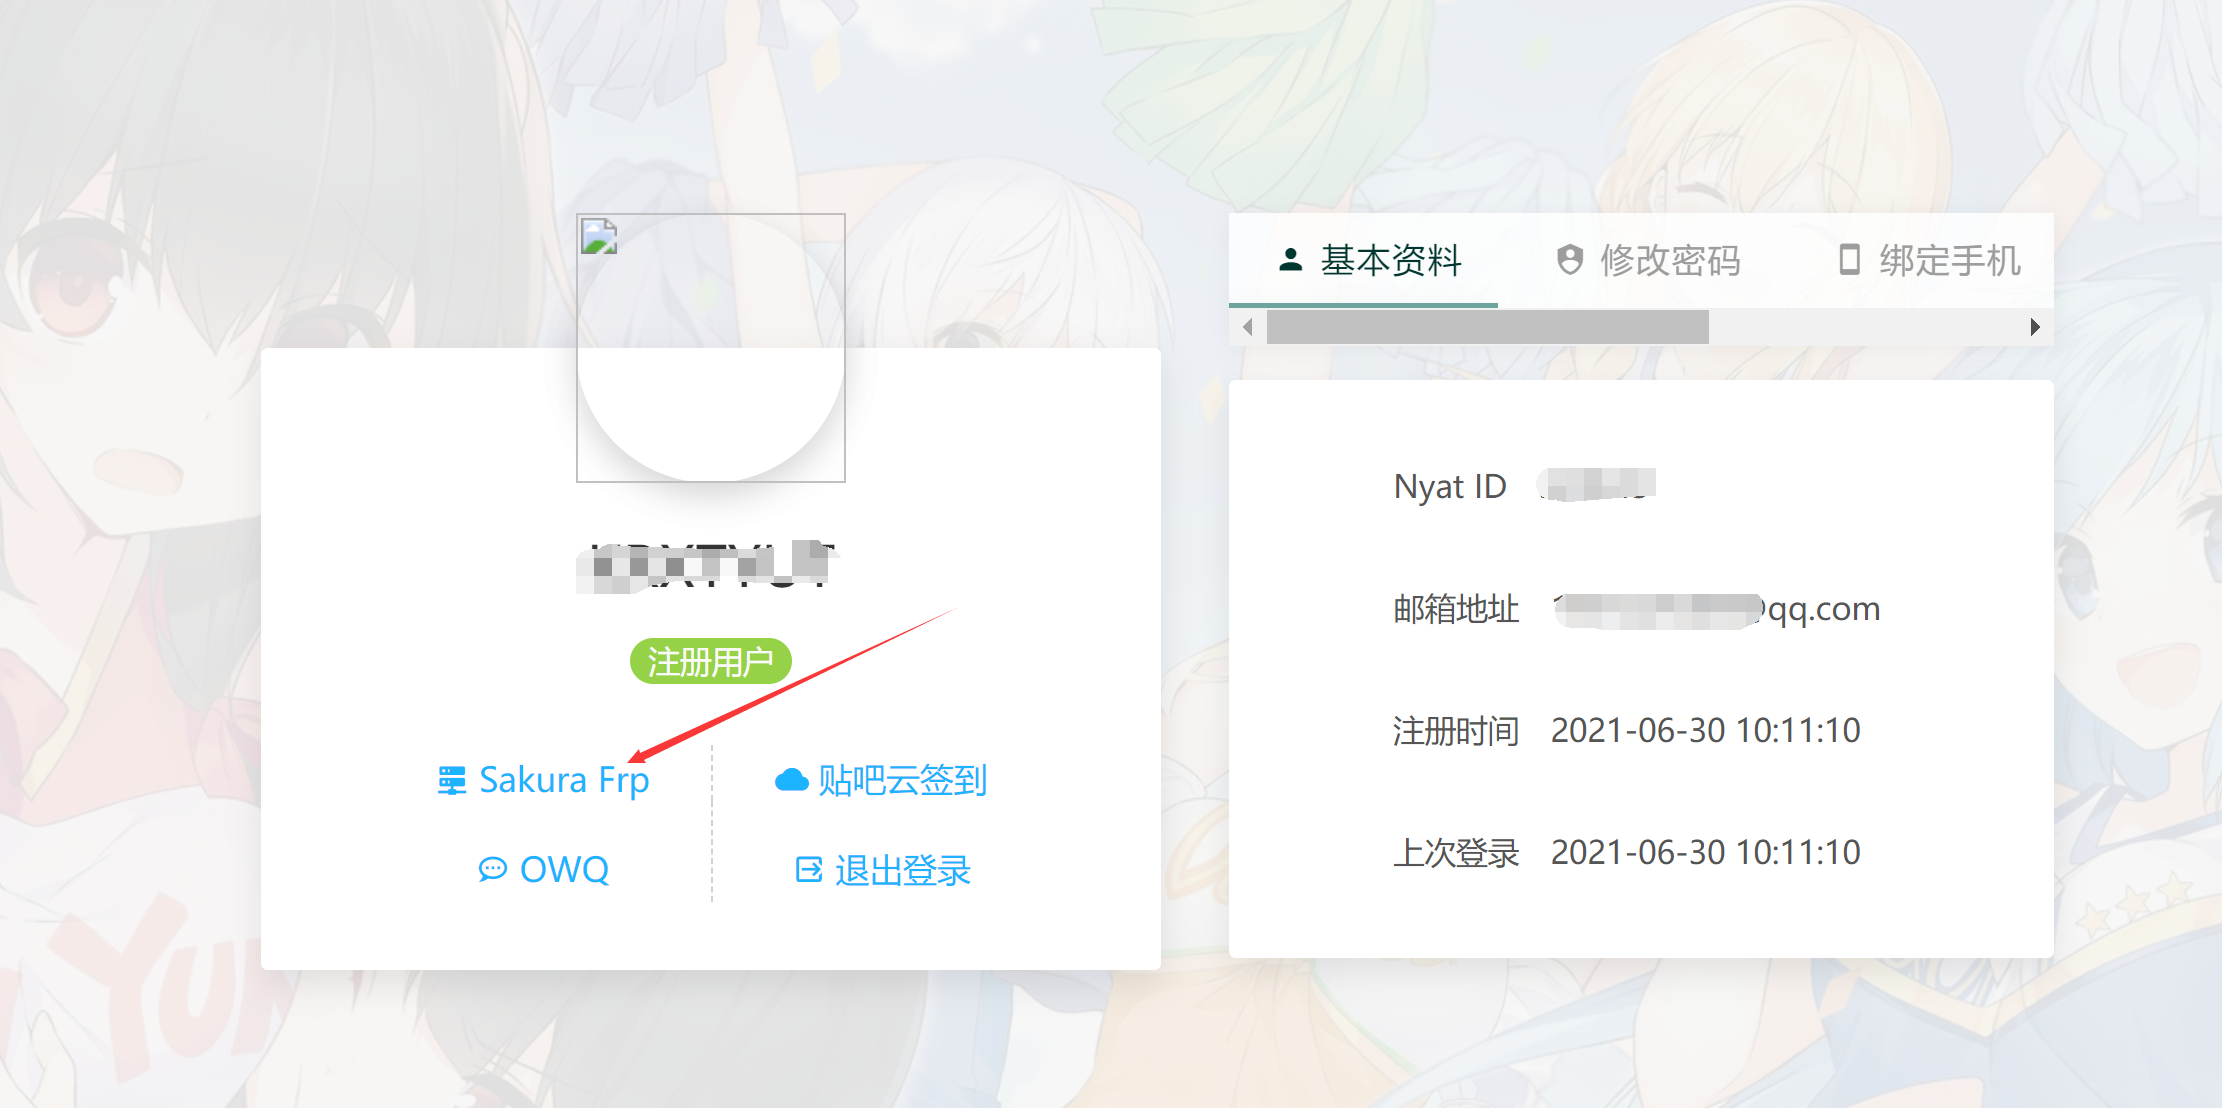 基本资料
修改密码
绑定手机
注册用户
Sakura Frp
贴吧云签到
OWQ
退出登录
Nyat ID
邮箱地址 qq.com
注册时间 2021-06-30 10:11:10
上次登录 2021-06-30 10:11:10